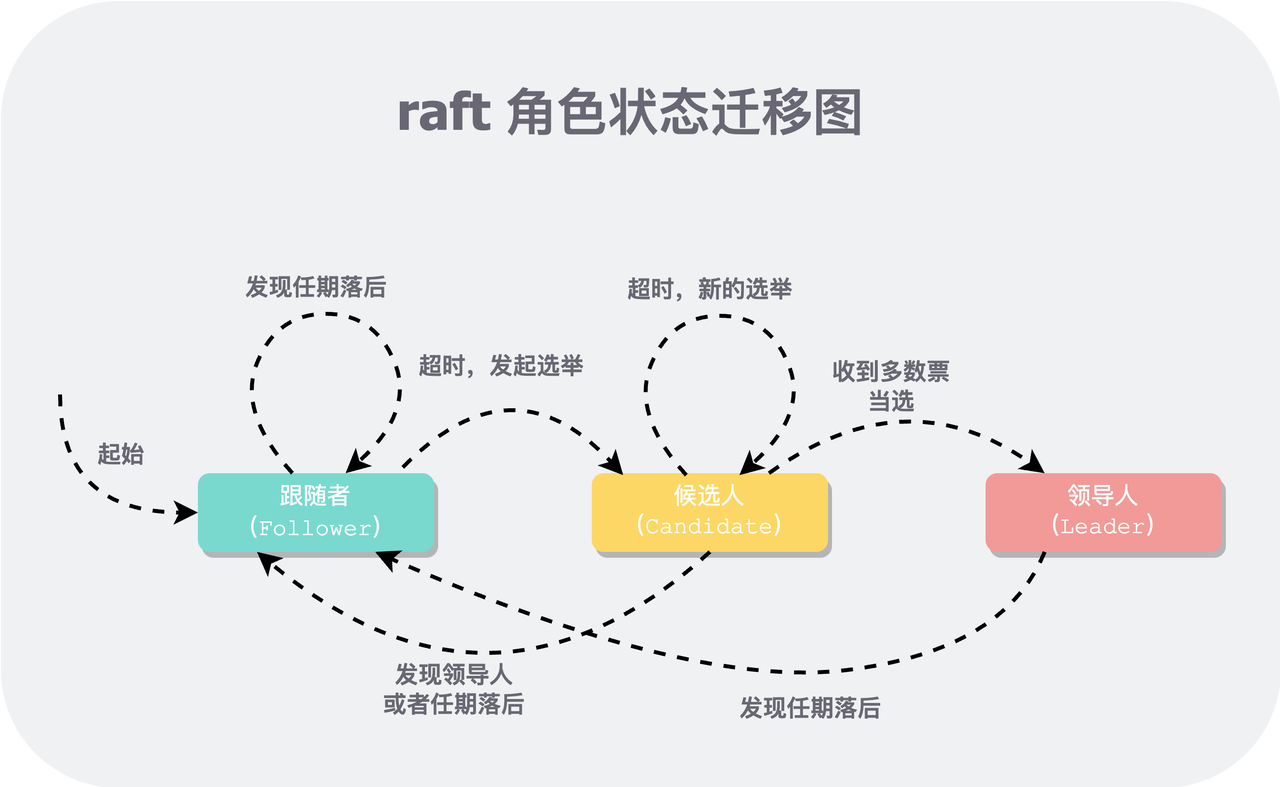 raft 角色状态迁移图
发现任期落后
超时，新的选举
超时，发起选举
收到多数票
当选
起始
跟随者
（Follower）
候选人
（Candidate）
领导人
（Leader）
发现领导人
或者任期落后
发现任期落后